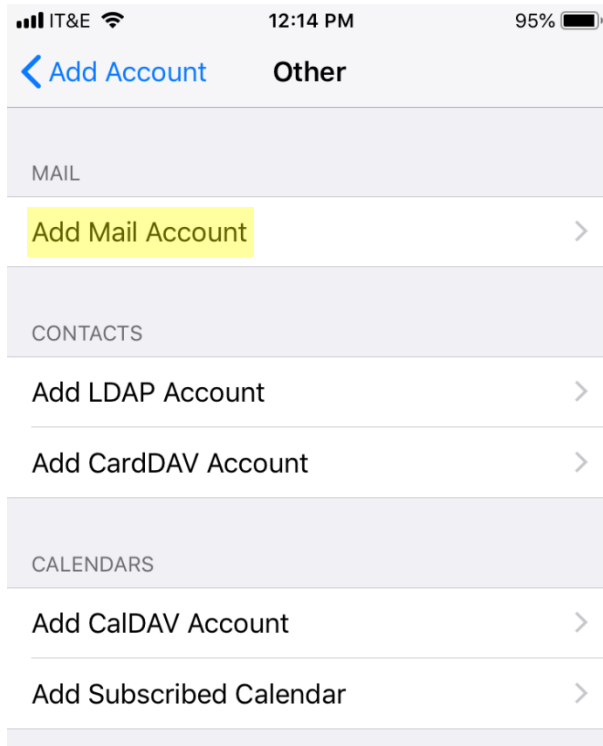 IT&E 12:14 PM 95%
Add Account Other
MAIL
Add Mail Account
CONTACTS
Add LDAP Account
Add CardDAV Account
CALENDARS
Add CalDAV Account
Add Subscribed Calendar